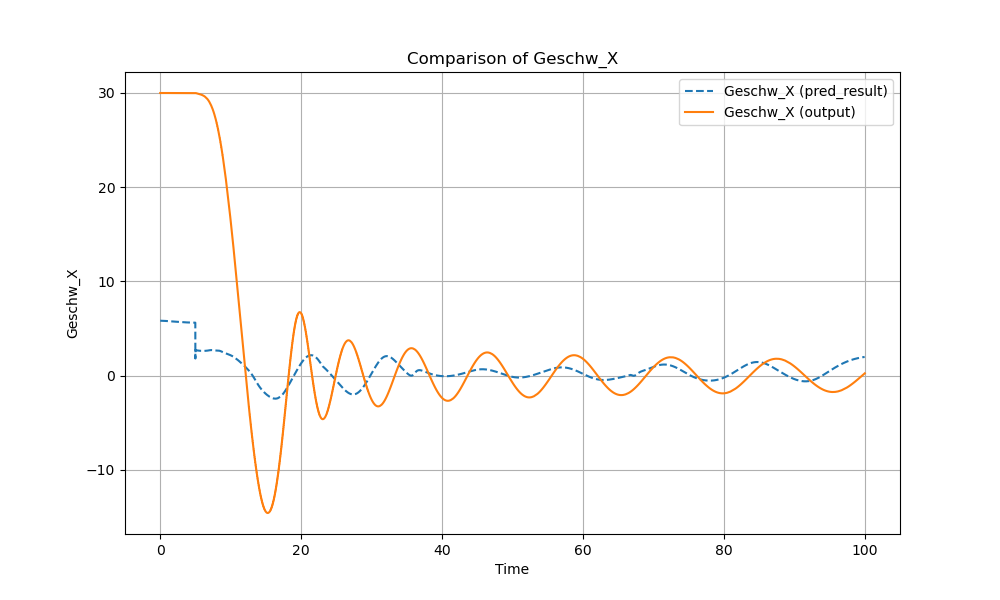 Comparison of Geschw_X
Geschw_X (pred_result)
Geschw_X (output)
30
20
10
0
−10
Geschw_X
0 20 40 60 80 100
Time